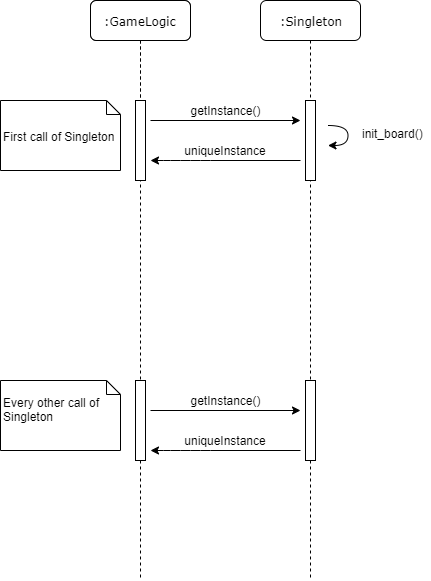 :GameLogic
:Singleton
getInstance()
First call of Singleton
init_board()
uniqueInstance
Every other call of
Singleton
getInstance()
uniqueInstance